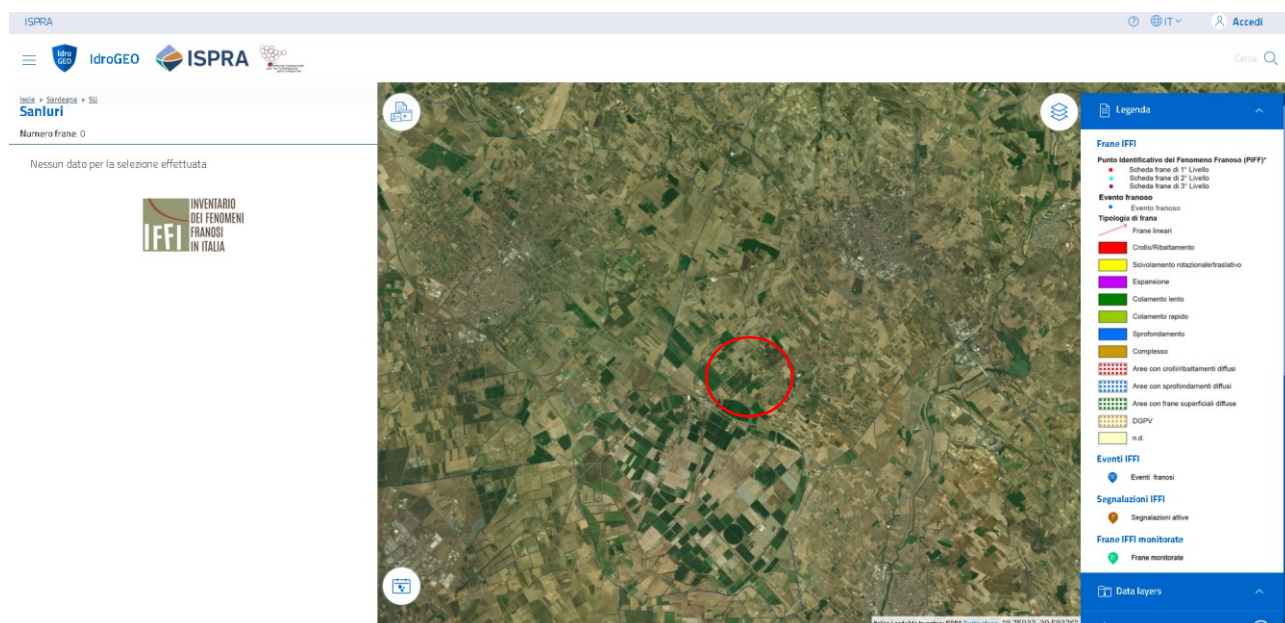 ISPRA
IT
Accedi
Idro GEO
IdroGEO
ISPRA
Cerca
Isole ▸ Sardegna ▸ SU
Sanluri
Numero frane: 0
Nessun dato per la selezione effettuata
INVENTARIO
DEI FENOMENI
FRANOSI
IN ITALIA
IFFI
Legenda
Frane IFFI
Punto Identificativo del Fenomeno Franoso (PIFF)*
Scheda frane di 1° Livello
Scheda frane di 2° Livello
Scheda frane di 3° Livello
Evento franoso
Evento franoso
Tipologia di frana
Frane lineari
Crollo/Ribaltamento
Scivolamento rotazionale/traslativo
Espansione
Colamento lento
Colamento rapido
Sprofondamento
Complesso
Aree con crolli/ribaltamenti diffusi
Aree con sprofondamenti diffusi
Aree con frane superficiali diffuse
DGPV
n.d.
Eventi IFFI
Eventi franosi
Segnalazioni IFFI
Segnalazioni attive
Frane IFFI monitorate
Frane monitorate
Data layers